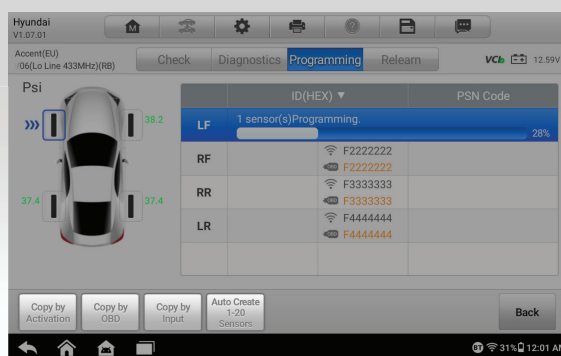 Hyundai
V1.07.01
Accent(EU)
/06(Lo Line 433MHz)(RB)
Check
Diagnostics
Programming
Relearn
VCI
12.59V
Psi
38.2
37.4
37.4
ID(HEX) ▼
PSN Code
LF
1 sensor(s)Programming.
28%
RF
F2222222
F2222222
RR
F3333333
F3333333
LR
F4444444
F4444444
Copy by
Activation
Copy by
OBD
Copy by
Input
Auto Create
1-20
Sensors
Back
31%
12:01 AM